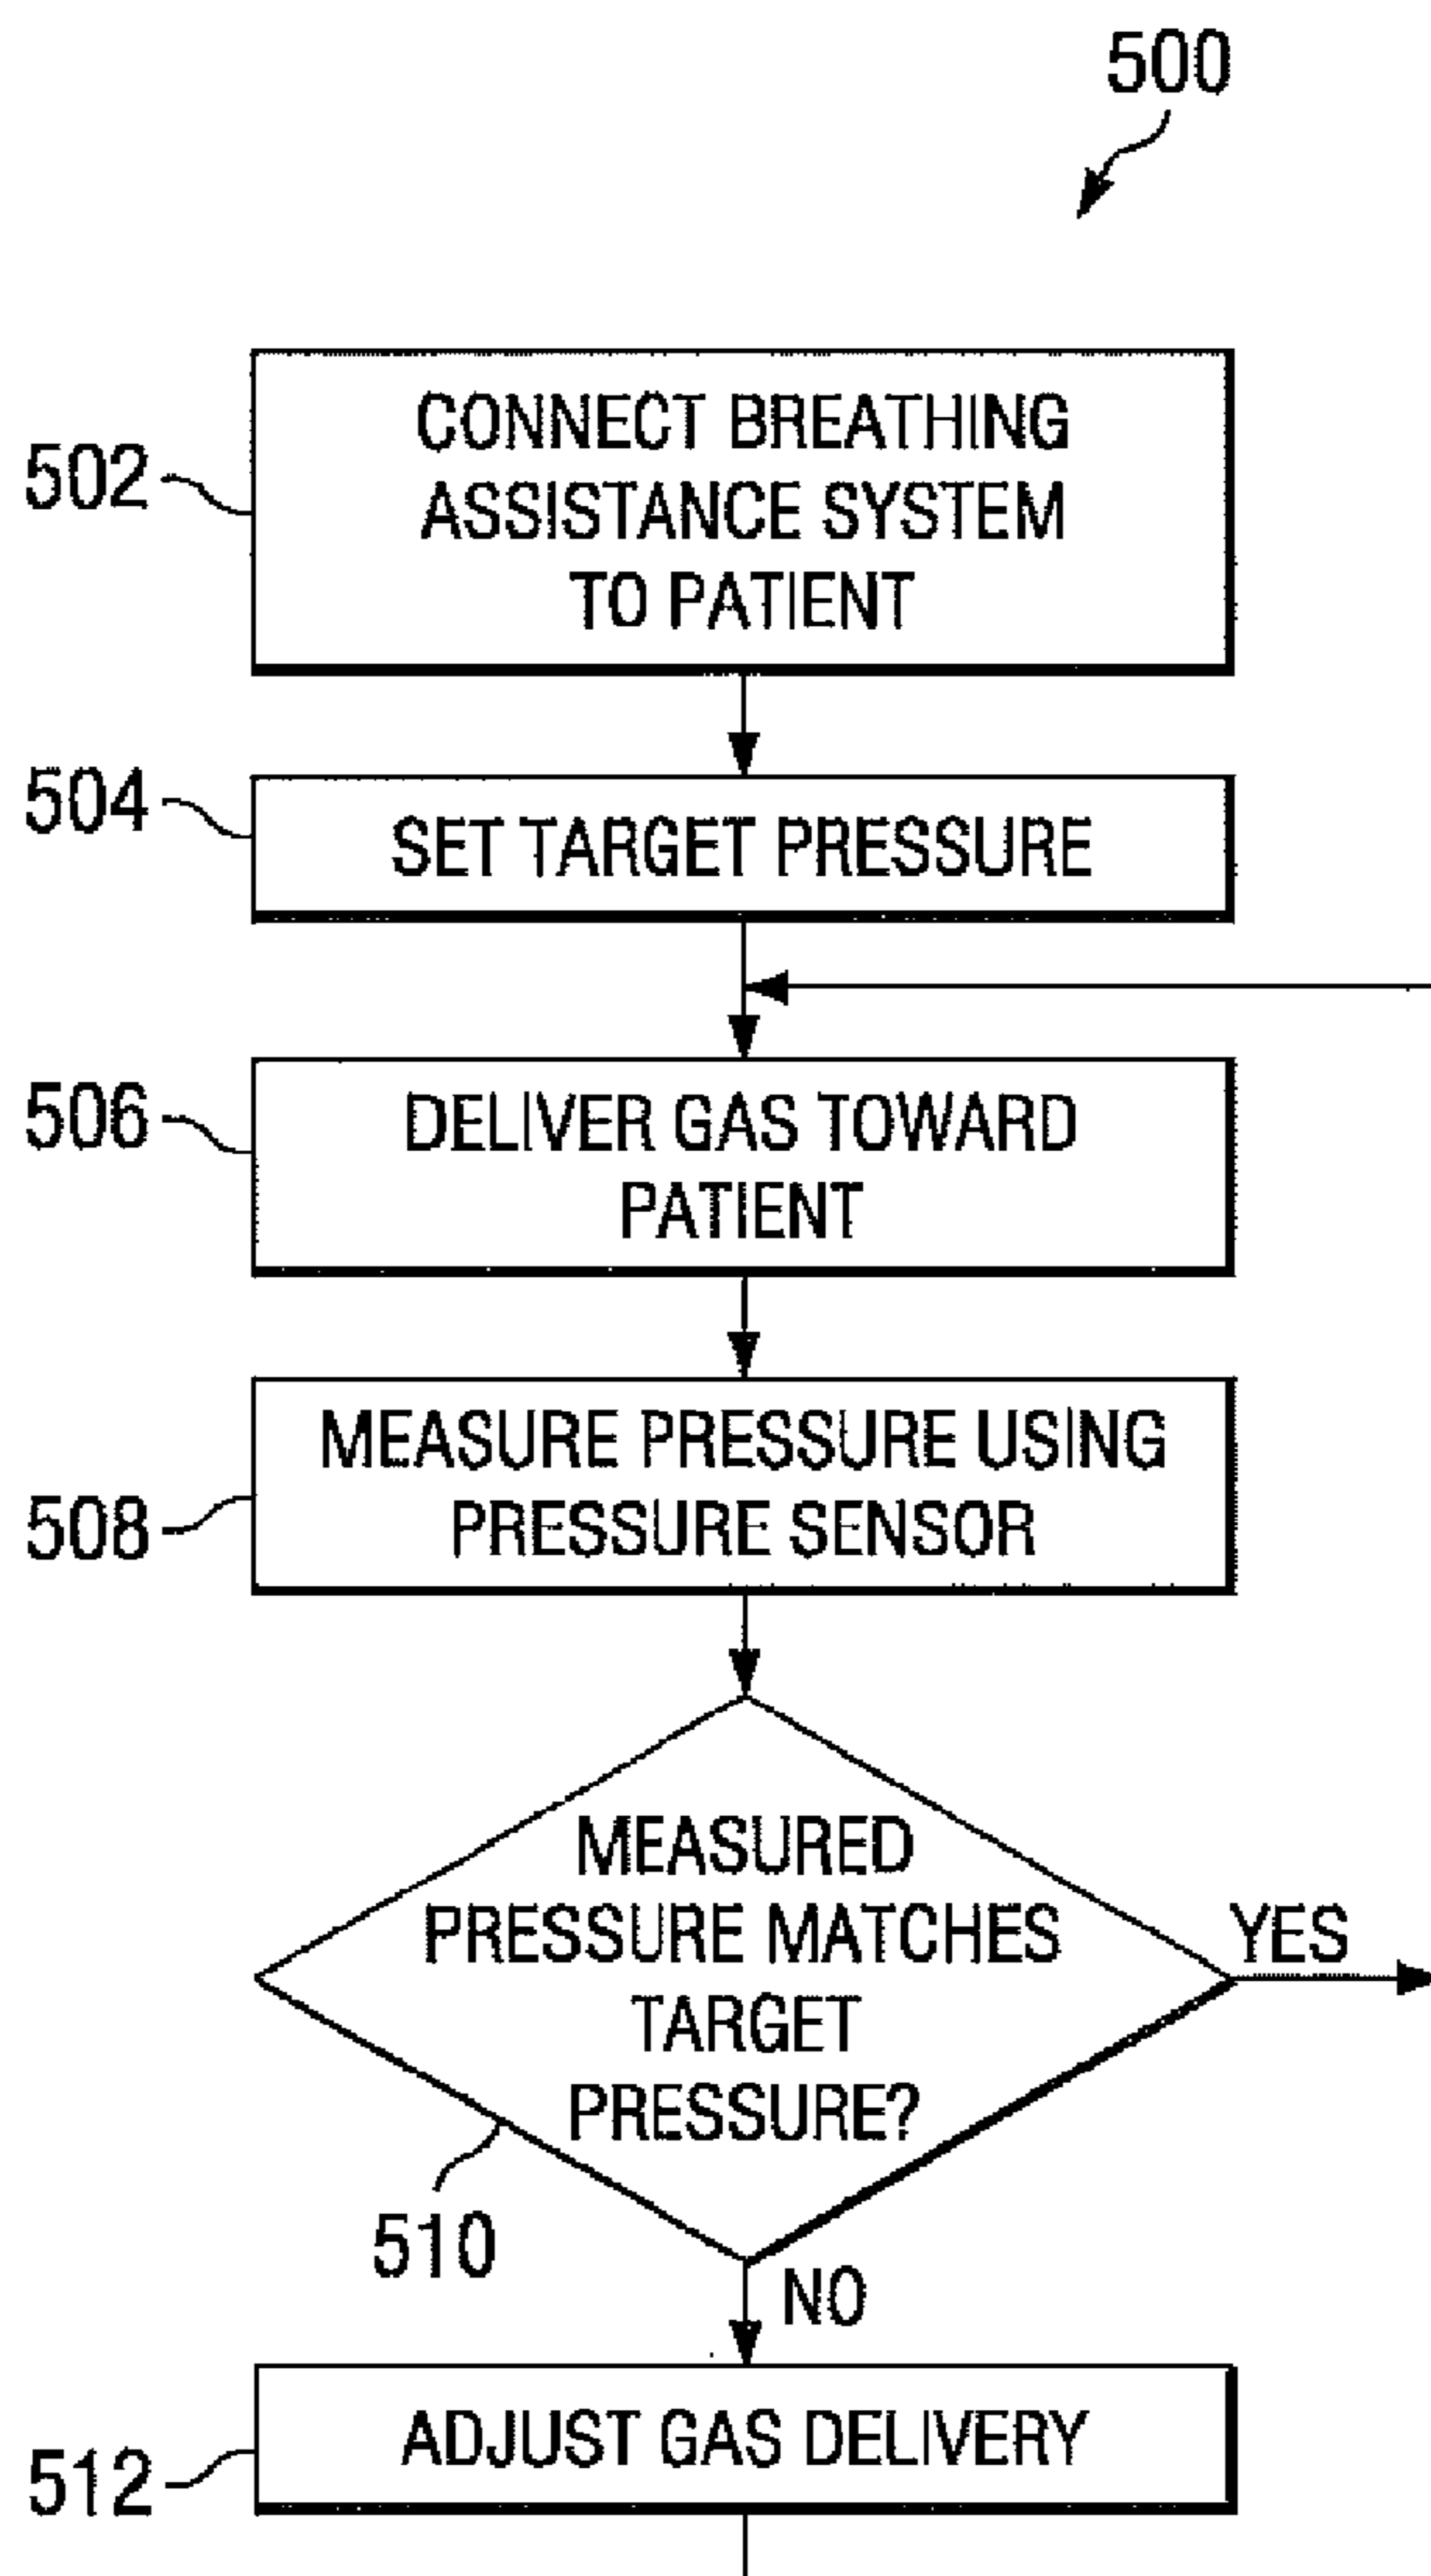 500
502
CONNECT BREATHING
ASSISTANCE SYSTEM
TO PATIENT
504
SET TARGET PRESSURE
506
DELIVER GAS TOWARD
PATIENT
508
MEASURE PRESSURE USING
PRESSURE SENSOR
MEASURED
PRESSURE MATCHES
TARGET
PRESSURE?
YES
510
NO
512
ADJUST GAS DELIVERY